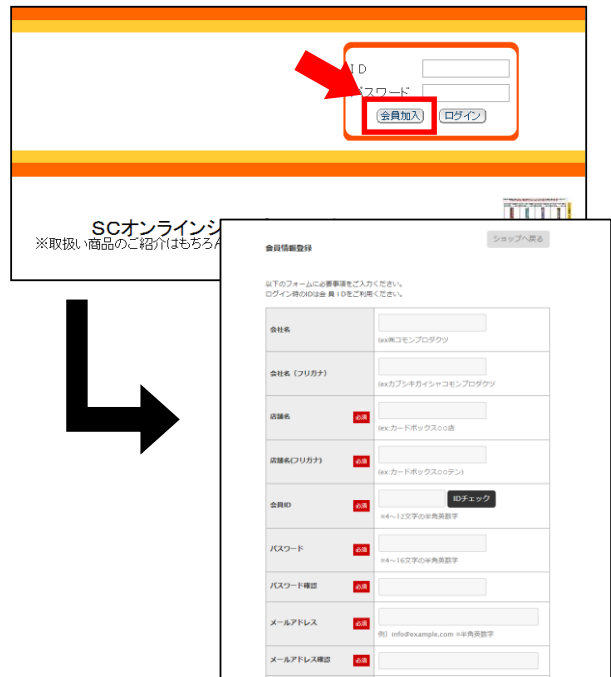 ID
パスワード
会員加入 ログイン
SCオンラインシ
※取扱い商品のご紹介はもちろん
ショップへ戻る
会員情報登録
以下のフォームに必要事項をご入力ください。
ログイン時のIDは会員IDをご利用ください。
会社名
(ex㈱コモンプロダクツ
会社名（フリガナ）
(exカブシキガイシャコモンプロダクツ
店舗名 必須
(ex:カードボックス○○店
店舗名(フリガナ) 必須
(ex:カードボックス○○テン)
会員ID 必須 IDチェック
※4～12文字の半角英数字
パスワード 必須
※4～16文字の半角英数字
パスワード確認 必須
メールアドレス 必須
例）info@example.com ※半角英数字
メールアドレス確認 必須